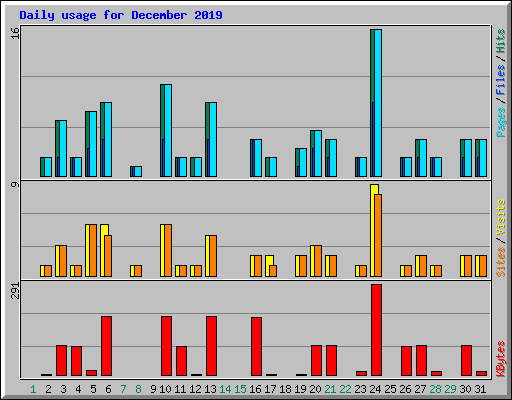 Daily usage for December 2019
16
9
291
Pages / Files / Hits
Sites / Visits
KBytes
1 2 3 4 5 6 7 8 9 10 11 12 13 14 15 16 17 18 19 20 21 22 23 24 25 26 27 28 29 30 31